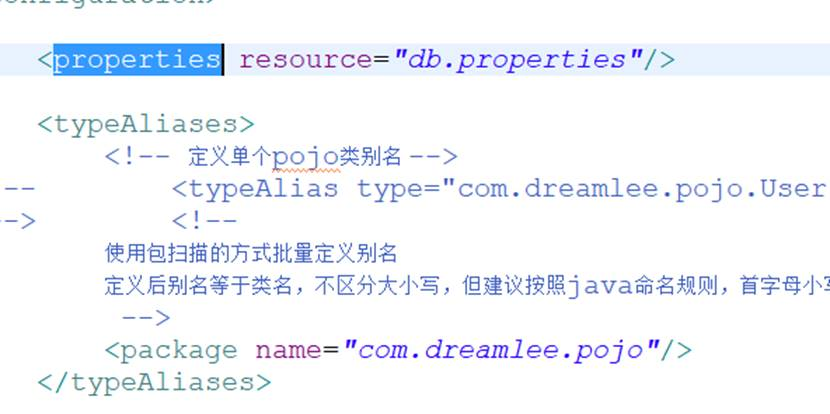 <properties resource="db.properties"/>
<typeAliases>
<!-- 定义单个pojo类别名 -->
-- <typeAlias type="com.dreamlee.pojo.User
-> <!--
使用包扫描的方式批量定义别名
定义后别名等于类名，不区分大小写，但建议按照java命名规则，首字母小写
-->
<package name="com.dreamlee.pojo"/>
</typeAliases>